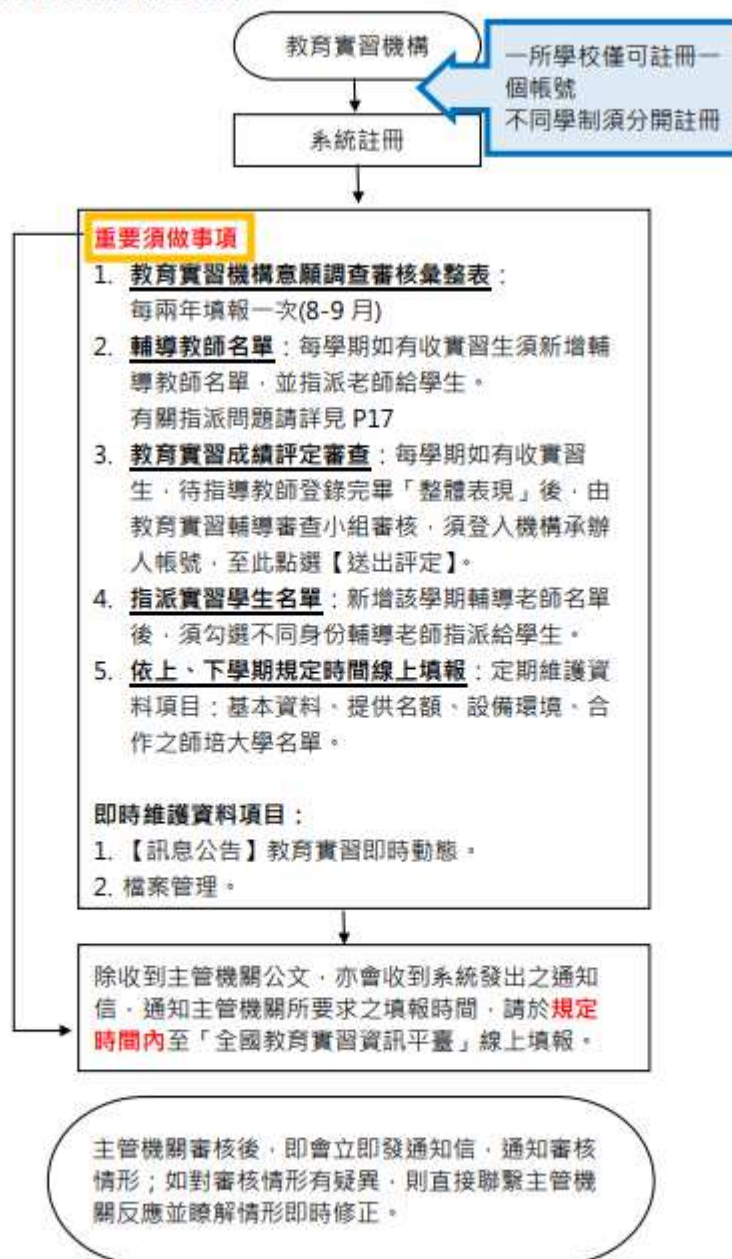 教育實習機構
一所學校僅可註冊一
個帳號
不同學制須分開註冊
系統註冊
重要須做事項
1. 教育實習機構意願調查審核彙整表：
每兩年填報一次(8-9 月)
2. 輔導教師名單：每學期如有收實習生須新增輔
導教師名單，並指派老師給學生。
有關指派問題請詳見 P17
3. 教育實習成績評定審查：每學期如有收實習
生，待指導教師登錄完畢「整體表現」後，由
教育實習輔導審查小組審核，須登入機構承辦
人帳號，至此點選【送出評定】。
4. 指派實習學生名單：新增該學期輔導老師名單
後，須勾選不同身份輔導老師指派給學生。
5. 依上、下學期規定時間線上填報：定期維護資
料項目：基本資料、提供名額、設備環境、合
作之師培大學名單。
即時維護資料項目：
1. 【訊息公告】教育實習即時動態。
2. 檔案管理。
除收到主管機關公文，亦會收到系統發出之通知
信，通知主管機關所要求之填報時間，請於規定
時間內至「全國教育實習資訊平臺」線上填報。
主管機關審核後，即會立即發通知信，通知審核
情形；如對審核情形有疑異，則直接聯繫主管機
關反應並瞭解情形即時修正。